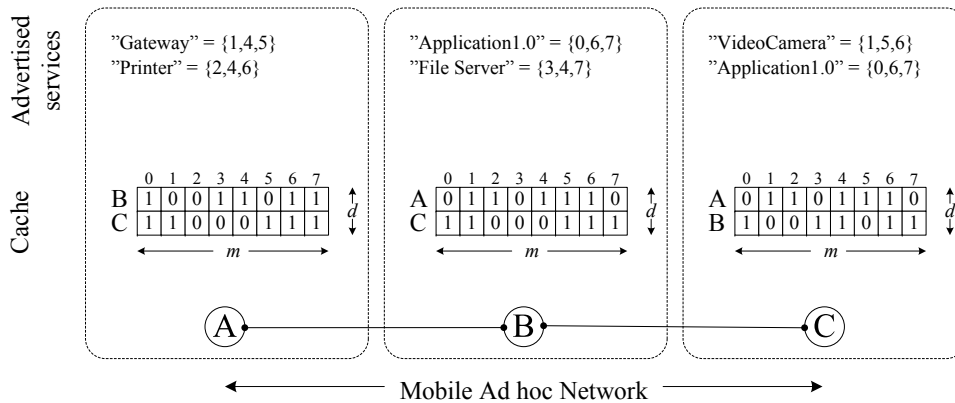 Advertised
services
”Gateway” = {1,4,5}
”Printer” = {2,4,6}
”Application1.0” = {0,6,7}
”File Server” = {3,4,7}
”VideoCamera” = {1,5,6}
”Application1.0” = {0,6,7}
Cache
0 1 2 3 4 5 6 7
B 1 0 0 1 1 0 1 1
C 1 1 0 0 0 1 1 1
d
m
0 1 2 3 4 5 6 7
A 0 1 1 0 1 1 1 0
C 1 1 0 0 0 1 1 1
d
m
0 1 2 3 4 5 6 7
A 0 1 1 0 1 1 1 0
B 1 0 0 1 1 0 1 1
d
m
A
B
C
Mobile Ad hoc Network